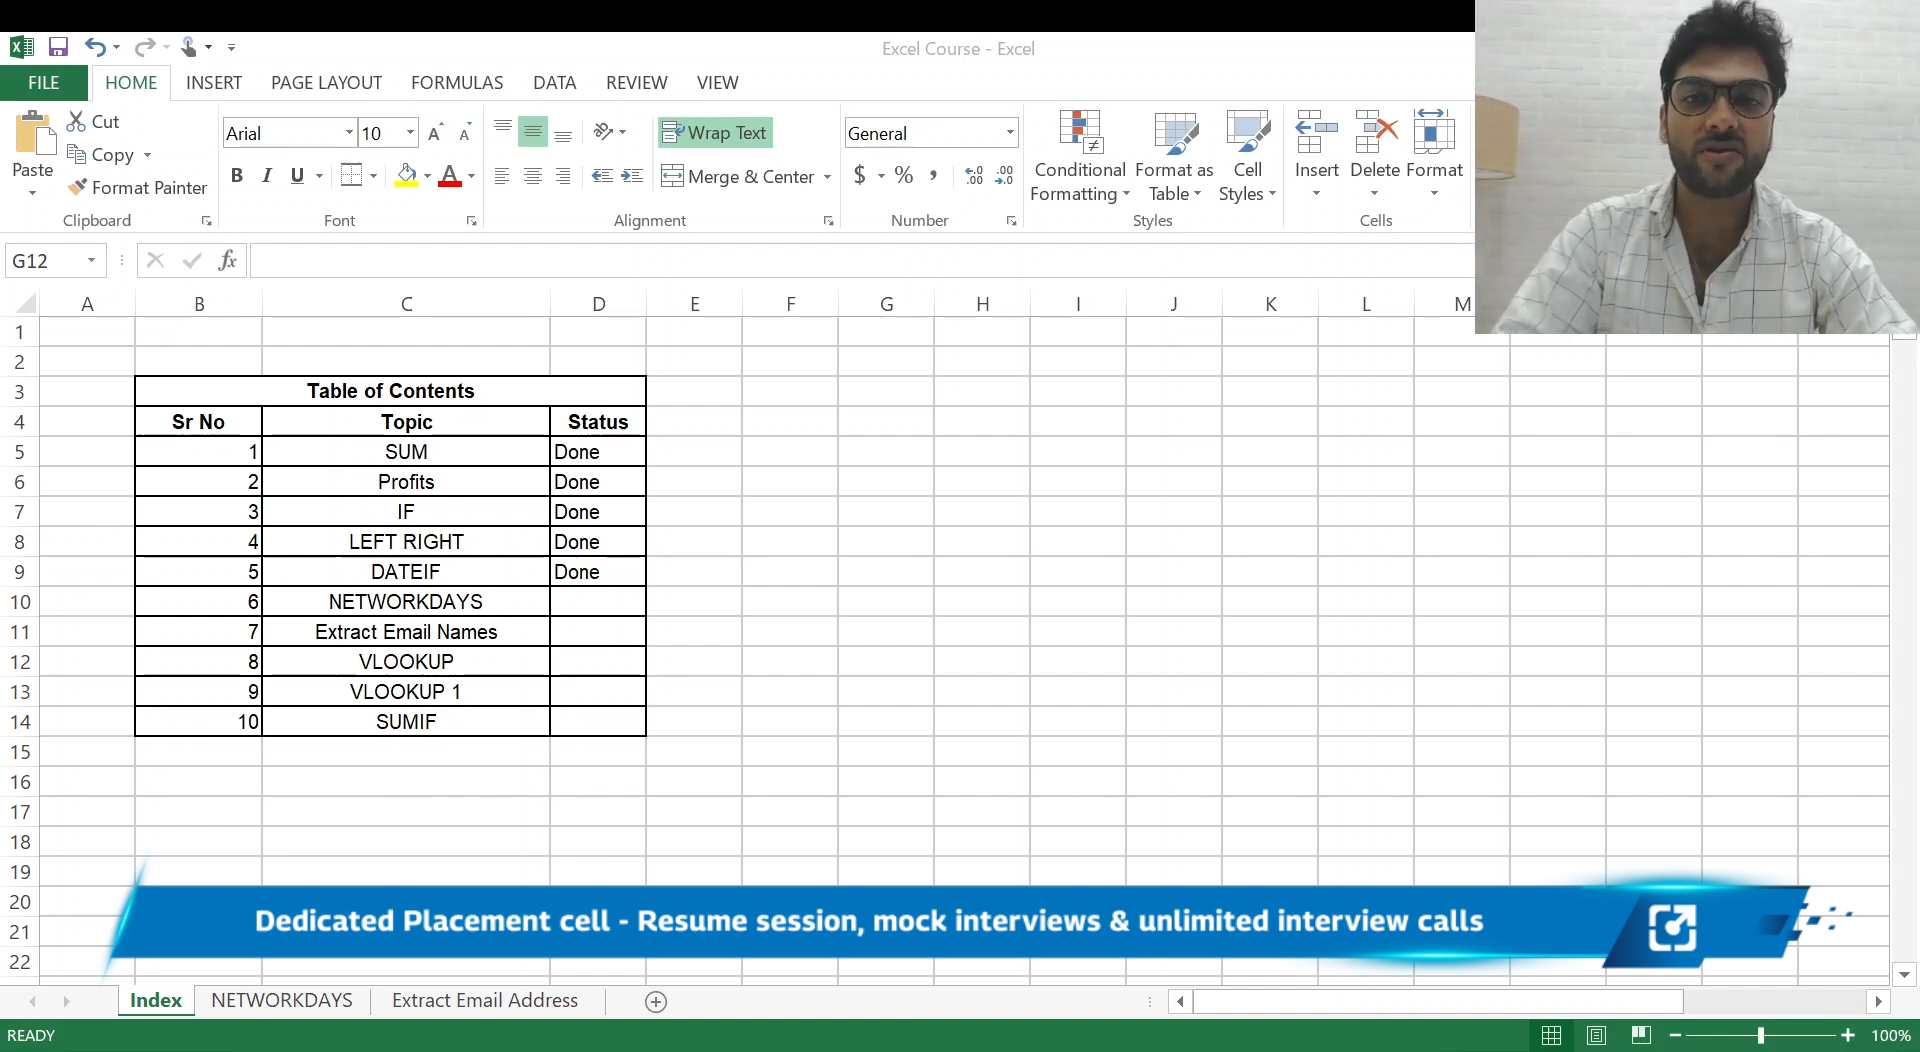 Excel Course - Excel
FILE HOME INSERT PAGE LAYOUT FORMULAS DATA REVIEW VIEW
Paste
Cut
Copy
Format Painter
Clipboard
Arial 10
B I U A
Font
Wrap Text
Merge & Center
Alignment
General
$ % , .00 .00
Number
Conditional Formatting
Format as Table
Cell Styles
Styles
Insert Delete Format
Cells
G12 fx
A B C D E F G H I J K L M
1
2
3 Table of Contents
4 Sr No Topic Status
5 1 SUM Done
6 2 Profits Done
7 3 IF Done
8 4 LEFT RIGHT Done
9 5 DATEIF Done
10 6 NETWORKDAYS
11 7 Extract Email Names
12 8 VLOOKUP
13 9 VLOOKUP 1
14 10 SUMIF
15
16
17
18
19
20
21
22
Dedicated Placement cell - Resume session, mock interviews & unlimited interview calls
Index NETWORKDAYS Extract Email Address
READY 100%